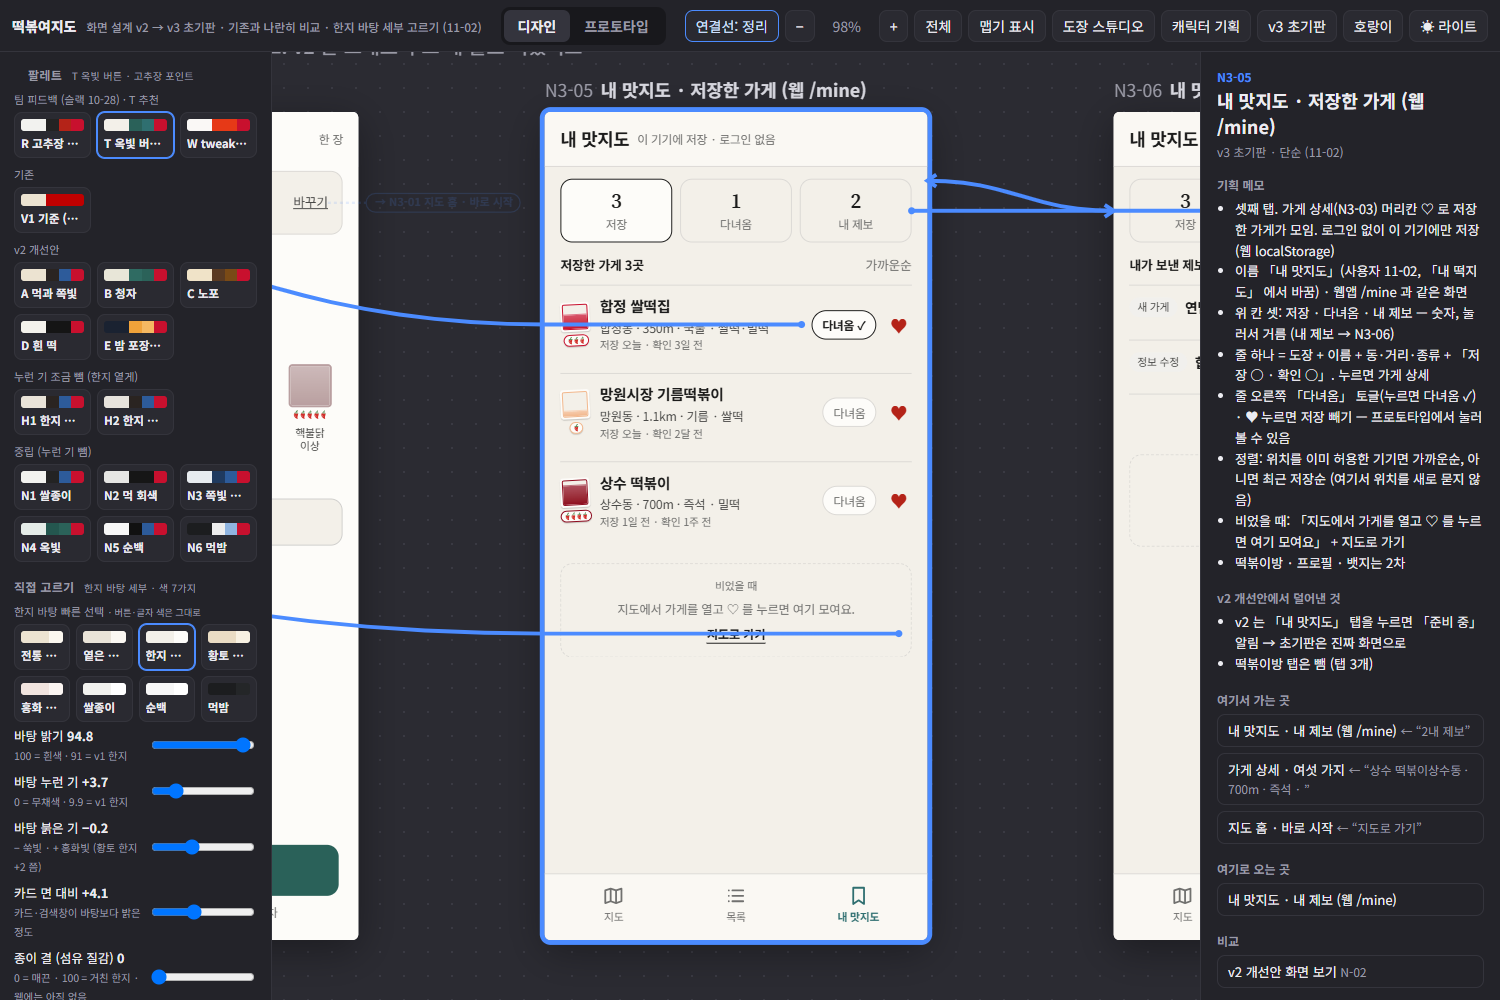 떡볶여지도 화면 설계 v2 → v3 초기판 · 기존과 나란히 비교 · 한지 바탕 세부 고르기 (11-02)
디자인 프로토타입
연결선: 정리 − 98% + 전체 맵기 표시 도장 스튜디오 캐릭터 기획 v3 초기판 호랑이 ☀ 라이트
팔레트 T 옥빛 버튼 · 고추장 포인트
팀 피드백 (슬랙 10-28) · T 추천
R 고추장 ⋯
T 옥빛 버⋯
W tweak⋯
기존
V1 기준 (⋯
v2 개선안
A 먹과 쪽빛
B 청자
C 노포
D 흰 떡
E 밤 포장⋯
누런 기 조금 뺌 (한지 옅게)
H1 한지 ⋯
H2 한지 ⋯
중립 (누런 기 뺌)
N1 쌀종이
N2 먹 회색
N3 쪽빛 ⋯
N4 옥빛
N5 순백
N6 먹밤
직접 고르기 한지 바탕 세부 · 색 7가지
한지 바탕 빠른 선택 · 버튼·글자 색은 그대로
전통 ⋯
옅은 ⋯
한지 ⋯
황토 ⋯
홍화 ⋯
쌀종이
순백
먹밤
바탕 밝기 94.8
100 = 흰색 · 91 = v1 한지
바탕 누런 기 +3.7
0 = 무채색 · 9.9 = v1 한지
바탕 붉은 기 −0.2
− 쑥빛 · + 홍화빛 (황토 한지
+2 쯤)
카드 면 대비 +4.1
카드·검색창이 바탕보다 밝은
정도
종이 결 (섬유 질감) 0
0 = 매끈 · 100 = 거친 한지 ·
웹에는 아직 없음
한 장
바꾸기
→ N3-01 지도 홈 · 바로 시작
핵불닭
이상
N3-05 내 맛지도 · 저장한 가게 (웹 /mine)
내 맛지도 이 기기에 저장 · 로그인 없음
3
저장
1
다녀옴
2
내 제보
저장한 가게 3곳
가까운순
합정 쌀떡집
합정동 · 350m · 국물 · 쌀떡·밀떡
저장 오늘 · 확인 3일 전
다녀옴 ✓
♥
망원시장 기름떡볶이
망원동 · 1.1km · 기름 · 쌀떡
저장 오늘 · 확인 2달 전
다녀옴
♥
상수 떡볶이
상수동 · 700m · 즉석 · 밀떡
저장 1일 전 · 확인 1주 전
다녀옴
♥
비었을 때
지도에서 가게를 열고 ♡ 를 누르면 여기 모여요.
지도로 가기
지도
목록
내 맛지도
N3-06
내 맛지도
3
저장
내가 보낸 제보
새 가게
정보 수정
지도
N3-05
내 맛지도 · 저장한 가게 (웹
/mine)
v3 초기판 · 단순 (11-02)
기획 메모
• 셋째 탭. 가게 상세(N3-03) 머리칸 ♡ 로 저장
한 가게가 모임. 로그인 없이 이 기기에만 저장
(웹 localStorage)
• 이름 「내 맛지도」(사용자 11-02, 「내 떡지
도」 에서 바꿈) · 웹앱 /mine 과 같은 화면
• 위 칸 셋: 저장 · 다녀옴 · 내 제보 — 숫자, 눌
러서 거름 (내 제보 → N3-06)
• 줄 하나 = 도장 + 이름 + 동·거리·종류 + 「저
장 ○ · 확인 ○」. 누르면 가게 상세
• 줄 오른쪽 「다녀옴」 토글(누르면 다녀옴 ✓)
· ♥ 누르면 저장 빼기 — 프로토타입에서 눌러
볼 수 있음
• 정렬: 위치를 이미 허용한 기기면 가까운순, 아
니면 최근 저장순 (여기서 위치를 새로 묻지 않
음)
• 비었을 때: 「지도에서 가게를 열고 ♡ 를 누르
면 여기 모여요」 + 지도로 가기
• 떡볶이방 · 프로필 · 뱃지는 2차
v2 개선안에서 덜어낸 것
• v2 는 「내 맛지도」 탭을 누르면 「준비 중」
알림 → 초기판은 진짜 화면으로
• 떡볶이방 탭은 뺌 (탭 3개)
여기서 가는 곳
내 맛지도 · 내 제보 (웹 /mine) ← “2내 제보”
가게 상세 · 여섯 가지 ← “상수 떡볶이상수동 ·
700m · 즉석 · ”
지도 홈 · 바로 시작 ← “지도로 가기”
여기로 오는 곳
내 맛지도 · 내 제보 (웹 /mine)
비교
v2 개선안 화면 보기 N-02